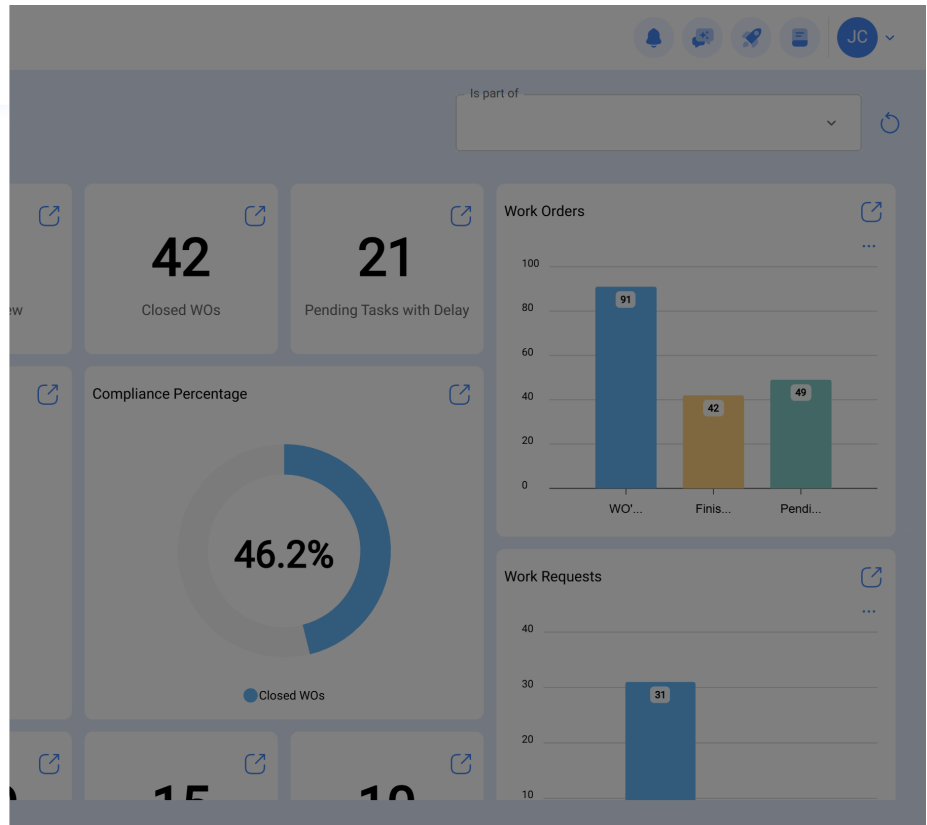 JC
Is part of
42
Closed WOs
21
Pending Tasks with Delay
Work Orders
...
100
80
60
40
20
0
91
42
49
WO'...
Finis...
Pendi...
Compliance Percentage
46.2%
Closed WOs
Work Requests
...
40
30
20
10
31